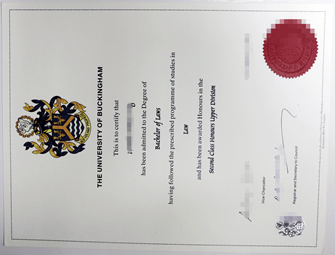 THE UNIVERSITY OF BUCKINGHAM
This is to certify that
has been admitted to the Degree of
Bachelor of Laws
having followed the prescribed programme of studies in
Law
and has been awarded Honours in the
Second Class Honours Upper Division
Vice-Chancellor
Registrar and Secretary to Council